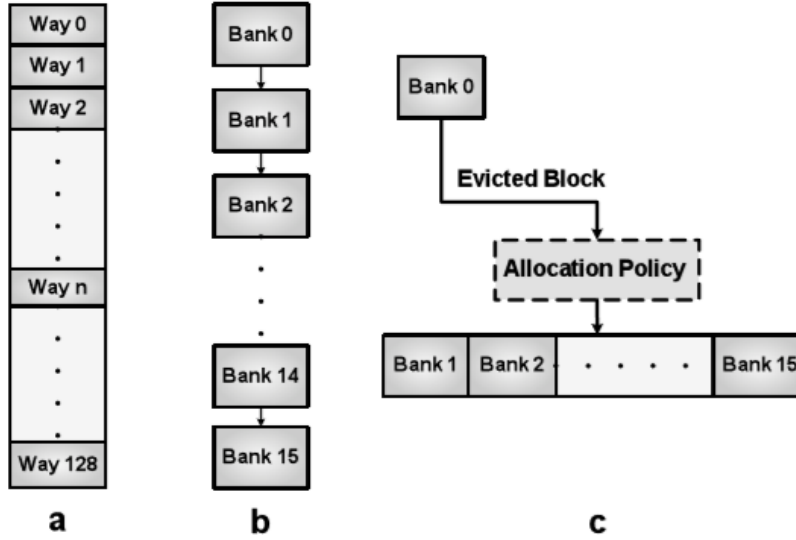 Way 0
Way 1
Way 2
Way n
Way 128
a
Bank 0
Bank 1
Bank 2
Bank 14
Bank 15
b
Bank 0
Evicted Block
Allocation Policy
Bank 1 Bank 2 Bank 15
c